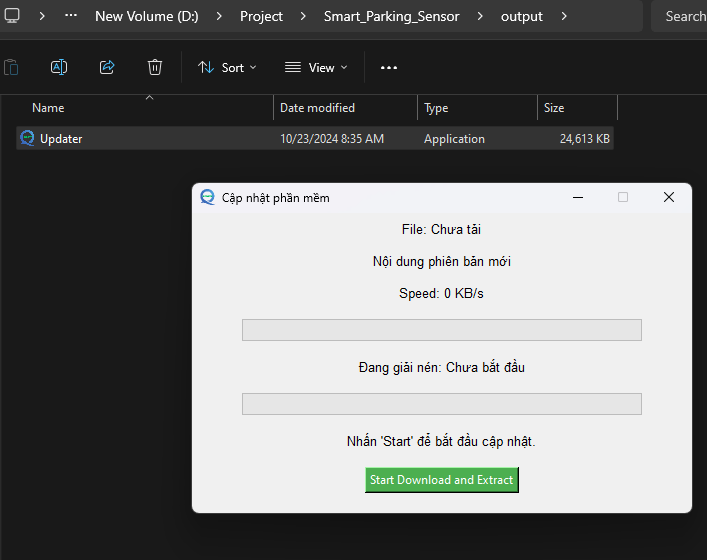 New Volume (D:) > Project > Smart_Parking_Sensor > output >
Search
Sort
View
Name Date modified Type Size
Updater 10/23/2024 8:35 AM Application 24,613 KB
Cập nhật phần mềm
File: Chưa tải
Nội dung phiên bản mới
Speed: 0 KB/s
Đang giải nén: Chưa bắt đầu
Nhấn 'Start' để bắt đầu cập nhật.
Start Download and Extract